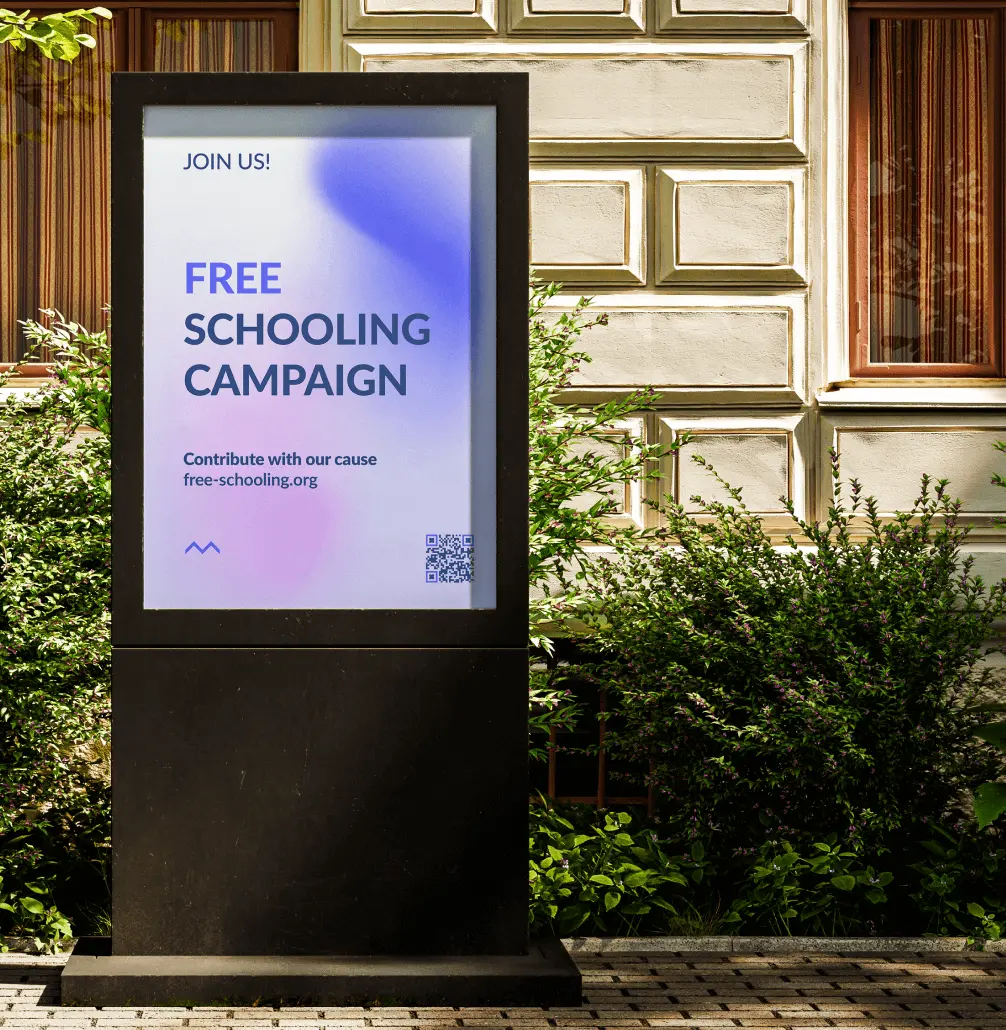 JOIN US!
FREE
SCHOOLING
CAMPAIGN
Contribute with our cause
free-schooling.org